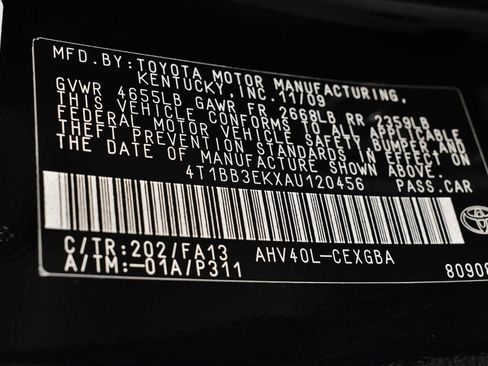 MFD.BY:TOYOTA MOTOR MANUFACTURING,
KENTUCKY,INC.11/09
GVWR 4655LB GAWR FR 2668LB RR 2359LB
THIS VEHICLE CONFORMS TO ALL APPLICABLE
FEDERAL MOTOR VEHICLE SAFETY, BUMPER,AND
THEFT PREVENTION STANDARDS IN EFFECT ON
THE DATE OF MANUFACTURE SHOWN ABOVE.
4T1BB3EKXAU120456 PASS.CAR
C/TR:202/FA13 AHV40L-CEXGBA
A/TM:-01A/P311 80908